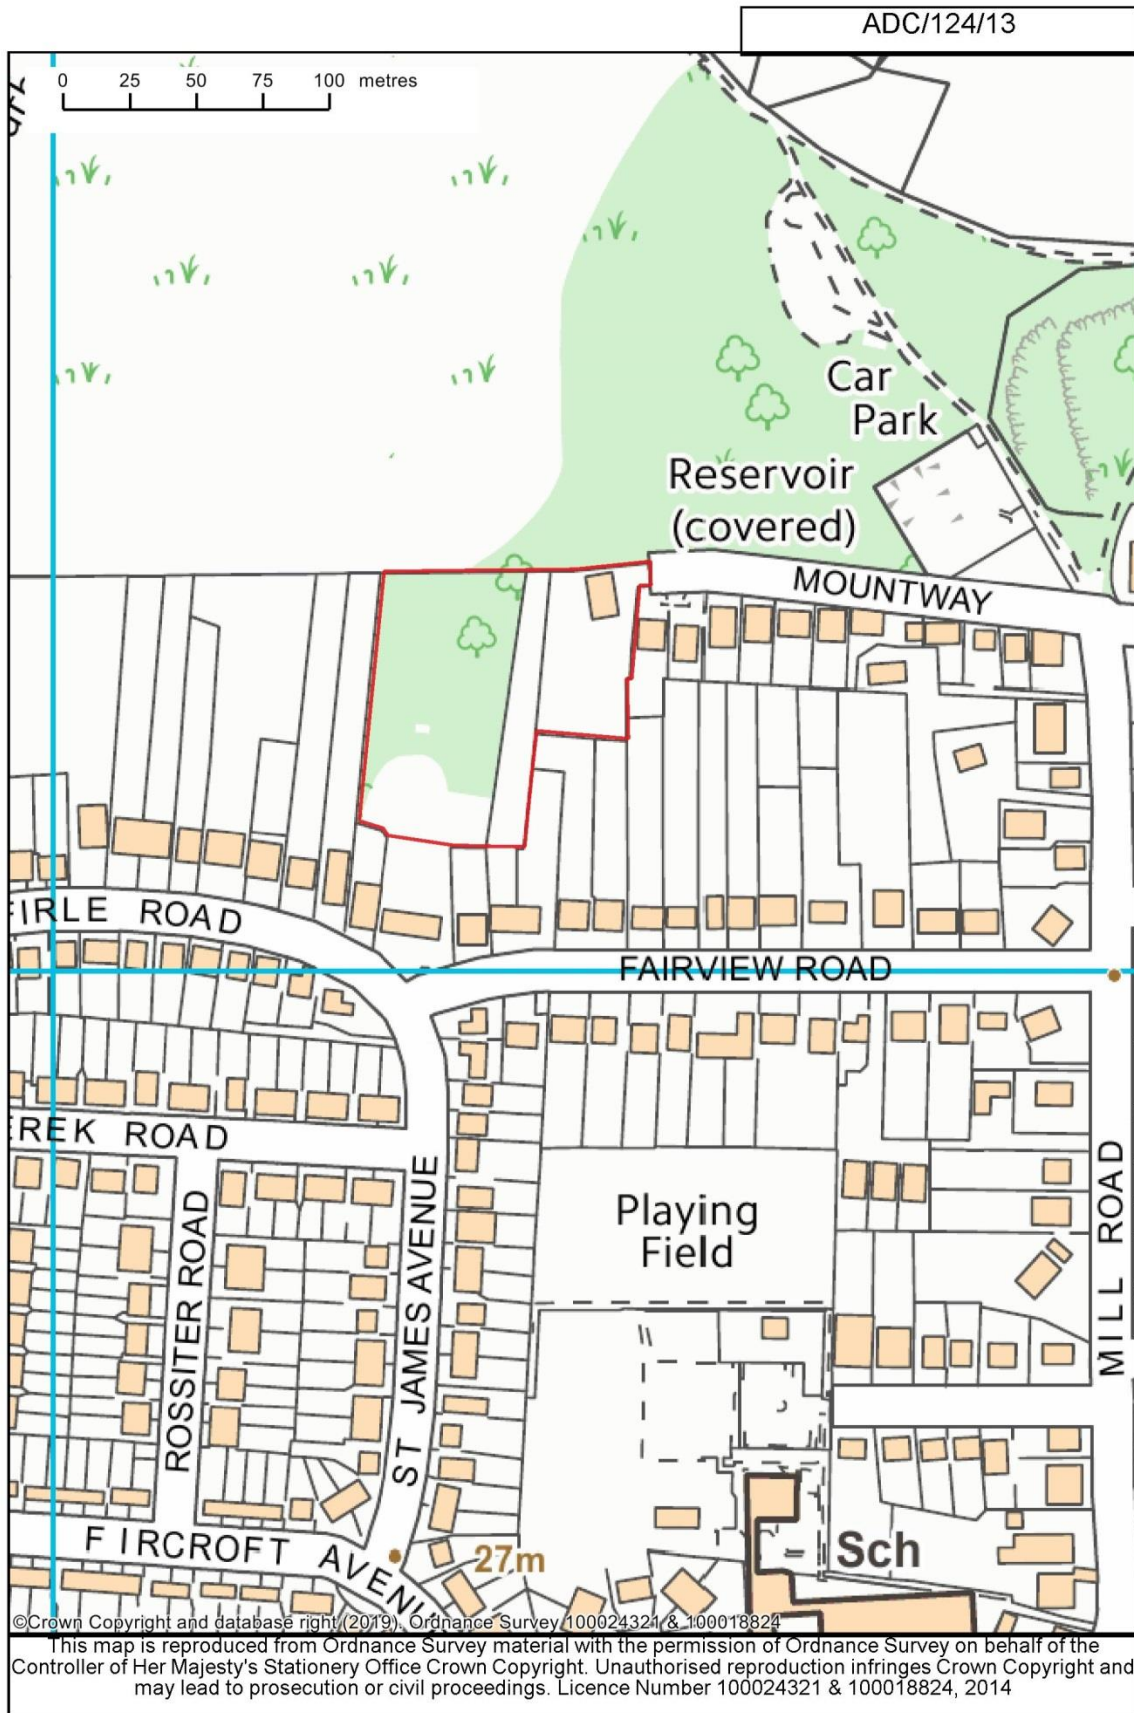 ADC/124/13
0 25 50 75 100 metres
Car
Park
Reservoir
(covered)
MOUNTWAY
FIRLE ROAD
FAIRVIEW ROAD
EREK ROAD
ROSSITER ROAD
ST JAMES AVENUE
Playing
Field
MILL ROAD
FIRCROFT AVENU
27m
Sch
©Crown Copyright and database right (2019). Ordnance Survey 100024321 & 100018824
This map is reproduced from Ordnance Survey material with the permission of Ordnance Survey on behalf of the
Controller of Her Majesty's Stationery Office Crown Copyright. Unauthorised reproduction infringes Crown Copyright and
may lead to prosecution or civil proceedings. Licence Number 100024321 & 100018824, 2014